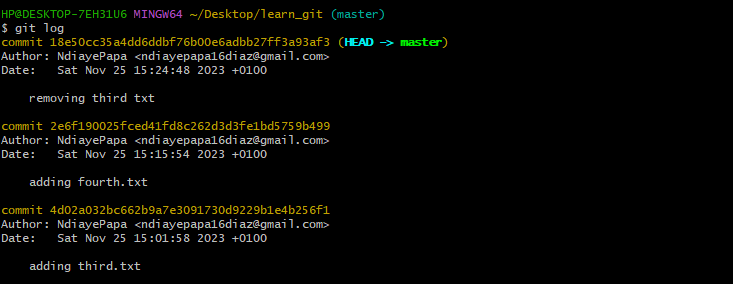 HP@DESKTOP-7EH31U6 MINGW64 ~/Desktop/learn_git (master)
$ git log
commit 18e50cc35a4dd6ddbf76b00e6adbb27ff3a93af3 (HEAD -> master)
Author: NdiayePapa <ndiayepapa16diaz@gmail.com>
Date:   Sat Nov 25 15:24:48 2023 +0100
    removing third txt
commit 2e6f190025fced41fd8c262d3d3fe1bd5759b499
Author: NdiayePapa <ndiayepapa16diaz@gmail.com>
Date:   Sat Nov 25 15:15:54 2023 +0100
    adding fourth.txt
commit 4d02a032bc662b9a7e3091730d9229b1e4b256f1
Author: NdiayePapa <ndiayepapa16diaz@gmail.com>
Date:   Sat Nov 25 15:01:58 2023 +0100
    adding third.txt